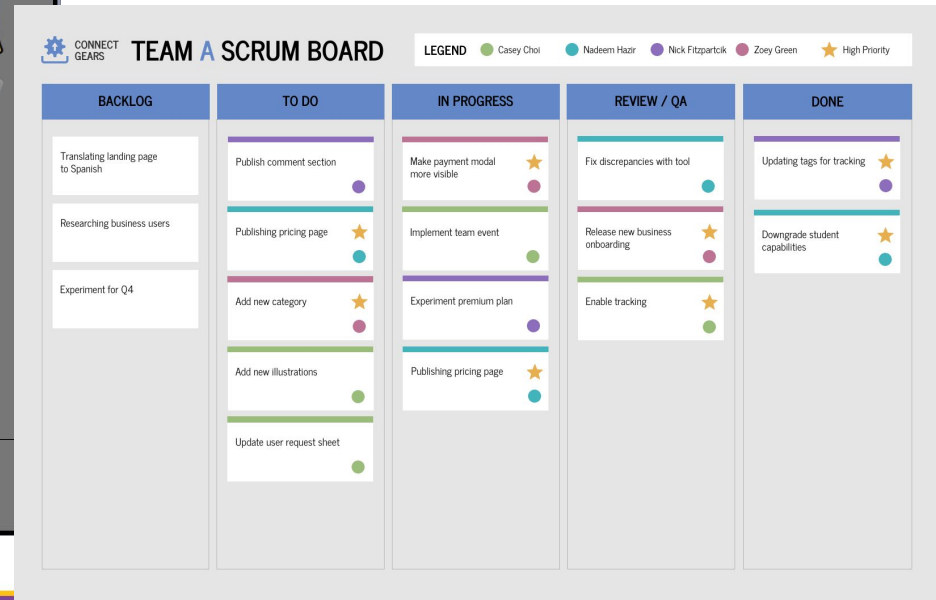 CONNECT
GEARS
TEAM A SCRUM BOARD
LEGEND
Casey Choi
Nadeem Hazir
Nick Fitzpartcik
Zoey Green
High Priority
BACKLOG
Translating landing page
to Spanish
Researching business users
Experiment for Q4
TO DO
Publish comment section
Publishing pricing page
Add new category
Add new illustrations
Update user request sheet
IN PROGRESS
Make payment modal
more visible
Implement team event
Experiment premium plan
Publishing pricing page
REVIEW / QA
Fix discrepancies with tool
Release new business
onboarding
Enable tracking
DONE
Updating tags for tracking
Downgrade student
capabilities